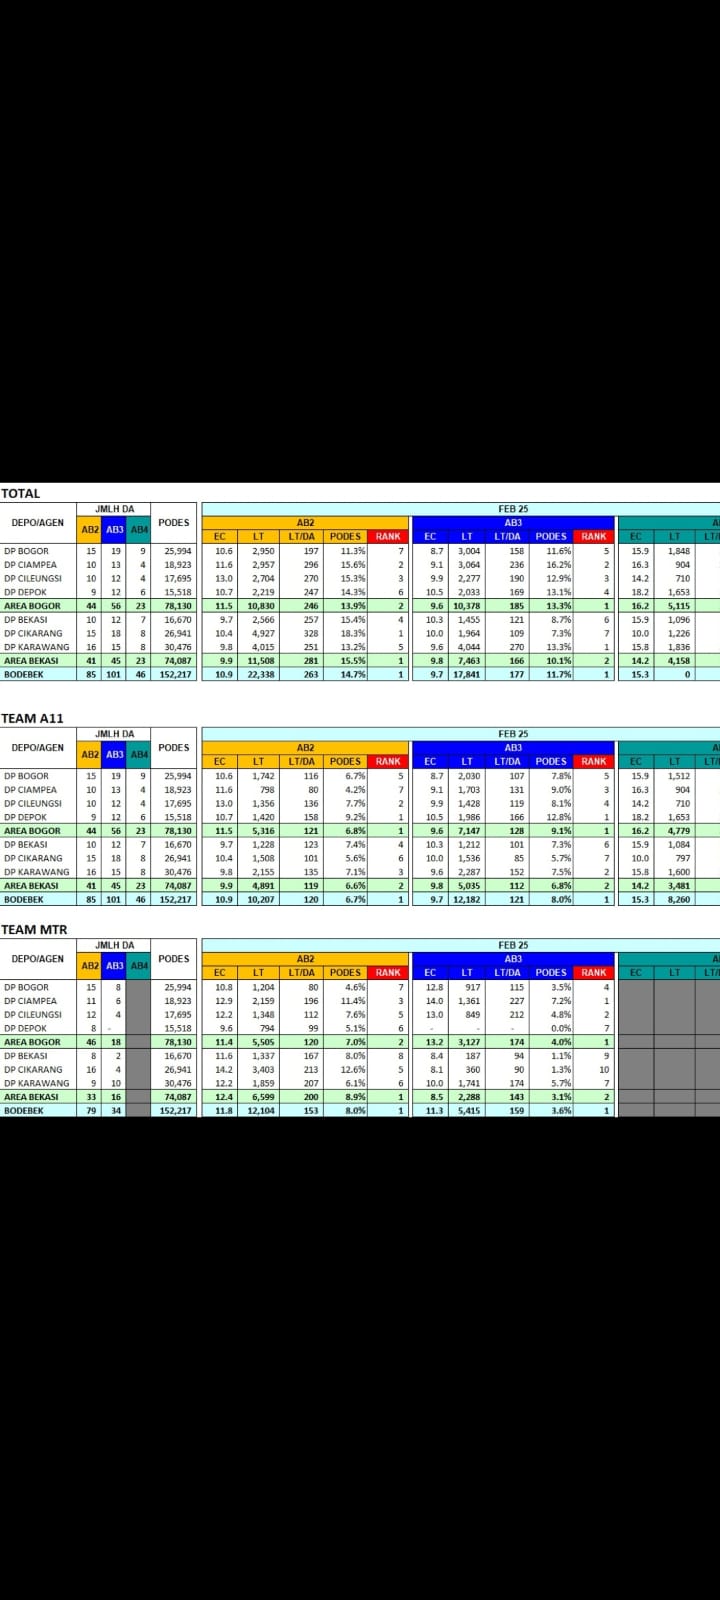 TOTAL
DEPO/AGEN JMLH DA PODES FEB 25
AB2 AB3 AB4 AB2 AB3
EC LT LT/DA PODES RANK EC LT LT/DA PODES RANK EC LT
DP BOGOR 15 19 9 25,994 10.6 2,950 197 11.3% 7 8.7 3,004 158 11.6% 5 15.9 1,848
DP CIAMPEA 10 13 4 18,923 11.6 2,957 296 15.6% 2 9.1 3,064 236 16.2% 2 16.3 904
DP CILEUNGSI 10 12 4 17,695 13.0 2,704 270 15.3% 3 9.9 2,277 190 12.9% 3 14.2 710
DP DEPOK 9 12 6 15,518 10.7 2,219 247 14.3% 6 10.5 2,033 169 13.1% 4 18.2 1,653
AREA BOGOR 44 56 23 78,130 11.5 10,830 246 13.9% 2 9.6 10,378 185 13.3% 1 16.2 5,115
DP BEKASI 10 12 7 16,670 9.7 2,566 257 15.4% 4 10.3 1,455 121 8.7% 6 15.9 1,096
DP CIKARANG 15 18 8 26,941 10.4 4,927 328 18.3% 1 10.0 1,964 109 7.3% 7 10.0 1,226
DP KARAWANG 16 15 8 30,476 9.8 4,015 251 13.2% 5 9.6 4,044 270 13.3% 1 15.8 1,836
AREA BEKASI 41 45 23 74,087 9.9 11,508 281 15.5% 1 9.8 7,463 166 10.1% 2 14.2 4,158
BODEBEK 85 101 46 152,217 10.9 22,338 263 14.7% 1 9.7 17,841 177 11.7% 1 15.3 0
TEAM A11
DEPO/AGEN JMLH DA PODES FEB 25
AB2 AB3 AB4 AB2 AB3
EC LT LT/DA PODES RANK EC LT LT/DA PODES RANK EC LT
DP BOGOR 15 19 9 25,994 10.6 1,742 116 6.7% 5 8.7 2,030 107 7.8% 5 15.9 1,512
DP CIAMPEA 10 13 4 18,923 11.6 798 80 4.2% 7 9.1 1,703 131 9.0% 3 16.3 904
DP CILEUNGSI 10 12 4 17,695 13.0 1,356 136 7.7% 2 9.9 1,428 119 8.1% 4 14.2 710
DP DEPOK 9 12 6 15,518 10.7 1,420 158 9.2% 1 10.5 1,986 166 12.8% 1 18.2 1,653
AREA BOGOR 44 56 23 78,130 11.5 5,316 121 6.8% 1 9.6 7,147 128 9.1% 1 16.2 4,779
DP BEKASI 10 12 7 16,670 9.7 1,228 123 7.4% 4 10.3 1,212 101 7.3% 6 15.9 1,084
DP CIKARANG 15 18 8 26,941 10.4 1,508 101 5.6% 6 10.0 1,536 85 5.7% 7 10.0 797
DP KARAWANG 16 15 8 30,476 9.8 2,155 135 7.1% 3 9.6 2,287 152 7.5% 2 15.8 1,600
AREA BEKASI 41 45 23 74,087 9.9 4,891 119 6.6% 2 9.8 5,035 112 6.8% 2 14.2 3,481
BODEBEK 85 101 46 152,217 10.9 10,207 120 6.7% 1 9.7 12,182 121 8.0% 1 15.3 8,260
TEAM MTR
DEPO/AGEN JMLH DA PODES FEB 25
AB2 AB3 AB4 AB2 AB3
EC LT LT/DA PODES RANK EC LT LT/DA PODES RANK EC LT
DP BOGOR 15 8 25,994 10.8 1,204 80 4.6% 7 12.8 917 115 3.5% 4
DP CIAMPEA 11 6 18,923 12.9 2,159 196 11.4% 3 14.0 1,361 227 7.2% 1
DP CILEUNGSI 12 4 17,695 12.2 1,348 112 7.6% 5 13.0 849 212 4.8% 2
DP DEPOK 8 - 15,518 9.6 794 99 5.1% 6 - - - 0.0% 7
AREA BOGOR 46 18 78,130 11.4 5,505 120 7.0% 2 13.2 3,127 174 4.0% 1
DP BEKASI 8 2 16,670 11.6 1,337 167 8.0% 8 8.4 187 94 1.1% 9
DP CIKARANG 16 4 26,941 14.2 3,403 213 12.6% 5 8.1 360 90 1.3% 10
DP KARAWANG 9 10 30,476 12.2 1,859 207 6.1% 6 10.0 1,741 174 5.7% 7
AREA BEKASI 33 16 74,087 12.4 6,599 200 8.9% 1 8.5 2,288 143 3.1% 2
BODEBEK 79 34 152,217 11.8 12,104 153 8.0% 1 11.3 5,415 159 3.6% 1